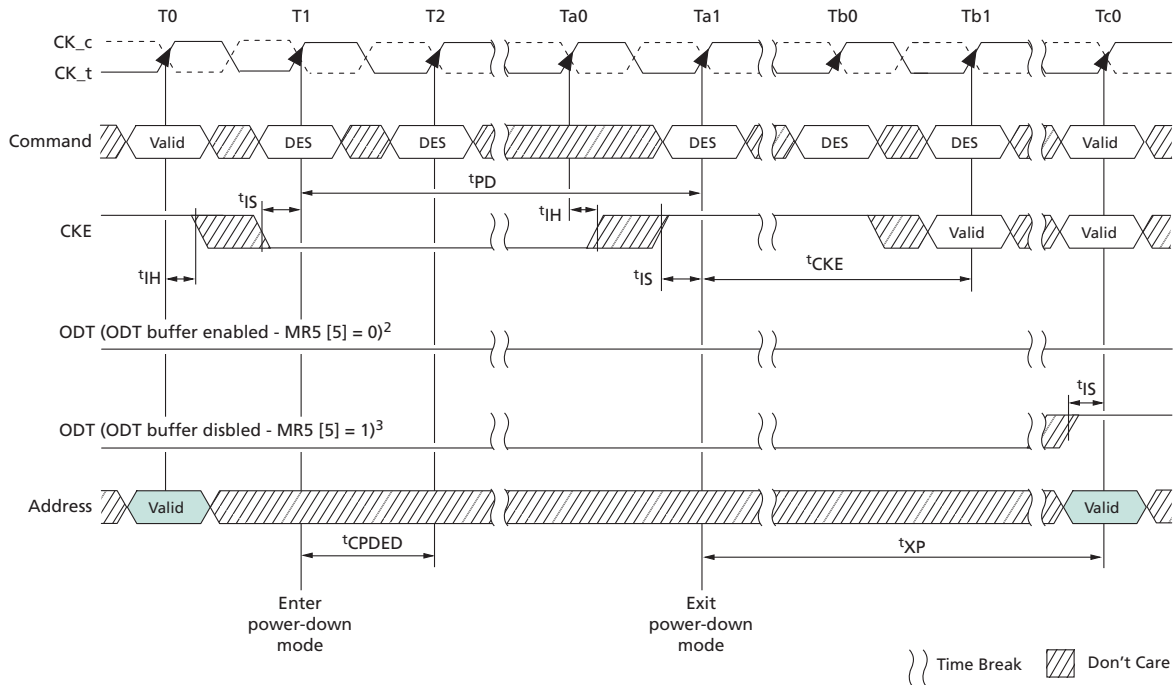 T0 T1 T2 Ta0 Ta1 Tb0 Tb1 Tc0
CK_c
CK_t
Command Valid DES DES DES DES DES Valid
tPD
tIS tIH
CKE Valid Valid
tIH tIS tCKE
ODT (ODT buffer enabled - MR5 [5] = 0)2
tIS
ODT (ODT buffer disbled - MR5 [5] = 1)3
Address Valid Valid
tCPDED tXP
Enter
power-down
mode
Exit
power-down
mode
Time Break Don't Care